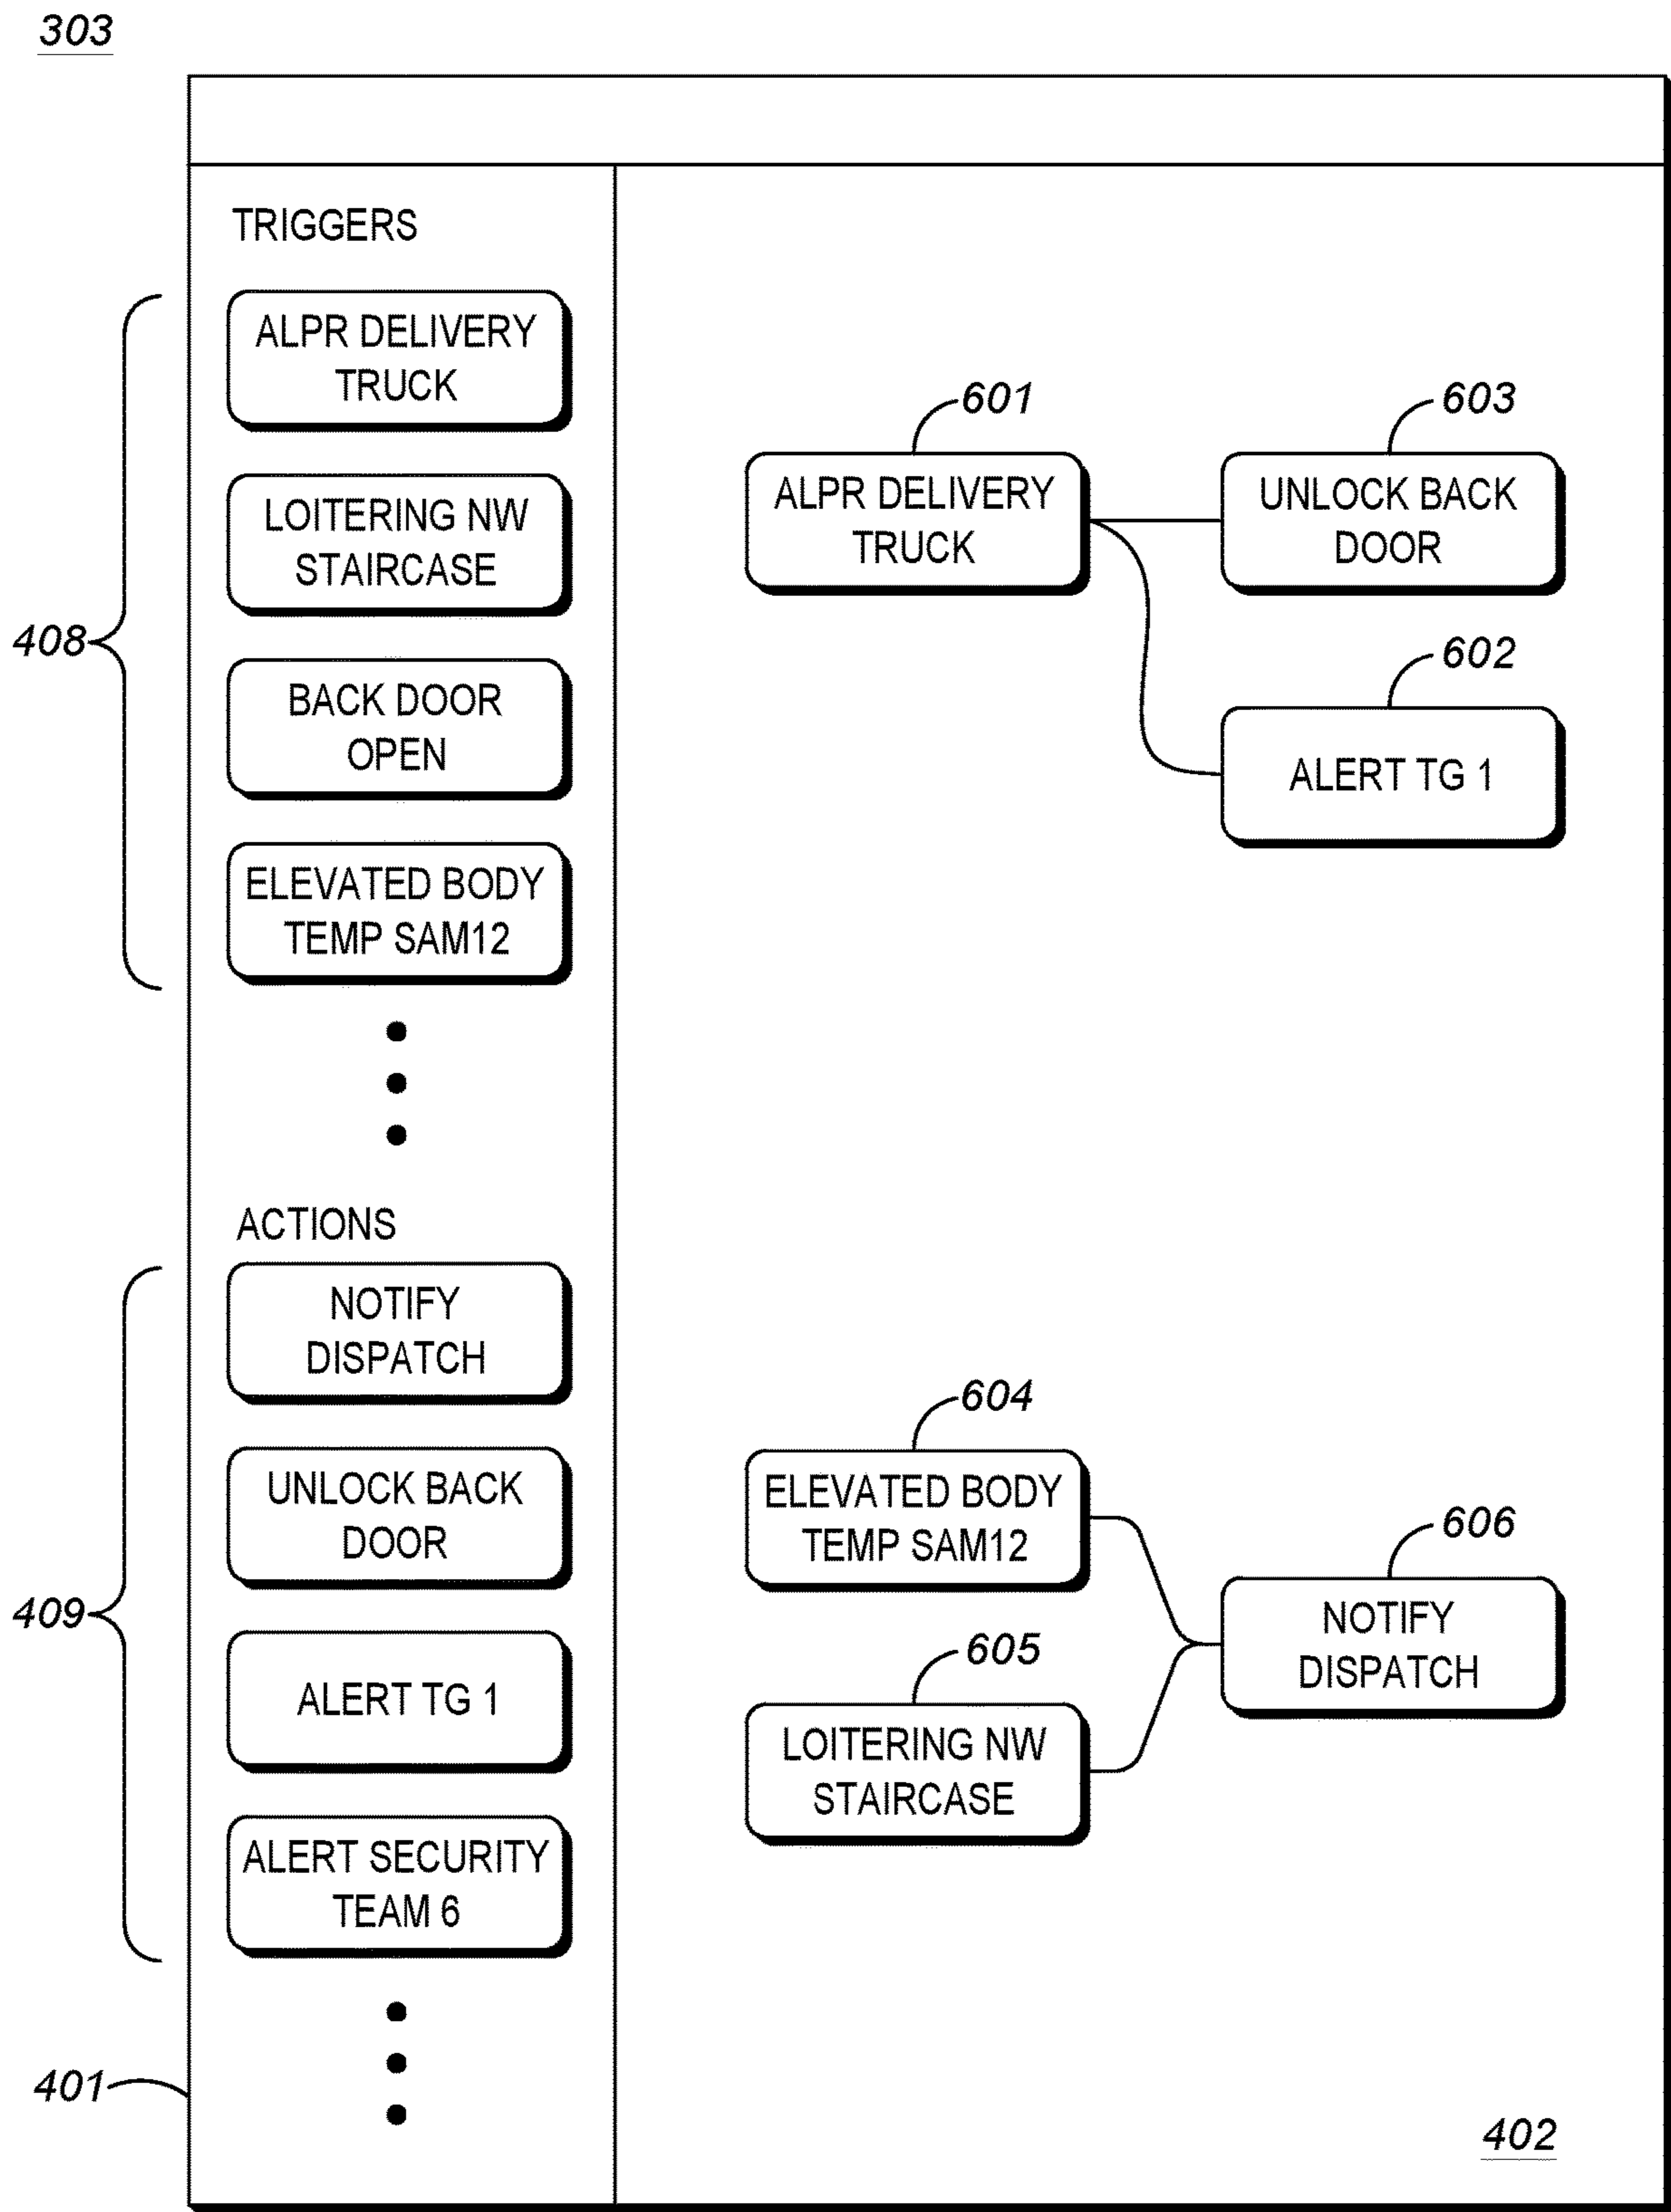 303
TRIGGERS
ALPR DELIVERY
TRUCK
LOITERING NW
STAIRCASE
408
BACK DOOR
OPEN
ELEVATED BODY
TEMP SAM12
ACTIONS
NOTIFY
DISPATCH
UNLOCK BACK
DOOR
409
ALERT TG 1
ALERT SECURITY
TEAM 6
401
601
ALPR DELIVERY
TRUCK
603
UNLOCK BACK
DOOR
602
ALERT TG 1
604
ELEVATED BODY
TEMP SAM12
605
LOITERING NW
STAIRCASE
606
NOTIFY
DISPATCH
402